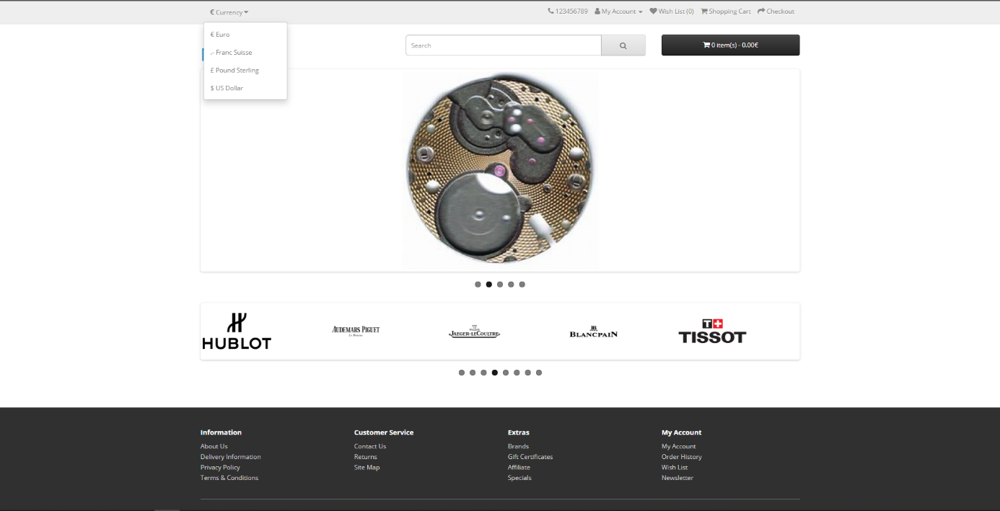 € Currency
123456789 My Account Wish List (0) Shopping Cart Checkout
€ Euro
.- Franc Suisse
£ Pound Sterling
$ US Dollar
Search
0 item(s) - 0.00€
HUBLOT
AUDEMARS PIGUET
Le Brassus
JAEGER-LECOULTRE
JB
BLANCPAIN
T+
TISSOT
Information
About Us
Delivery Information
Privacy Policy
Terms & Conditions
Customer Service
Contact Us
Returns
Site Map
Extras
Brands
Gift Certificates
Affiliate
Specials
My Account
My Account
Order History
Wish List
Newsletter